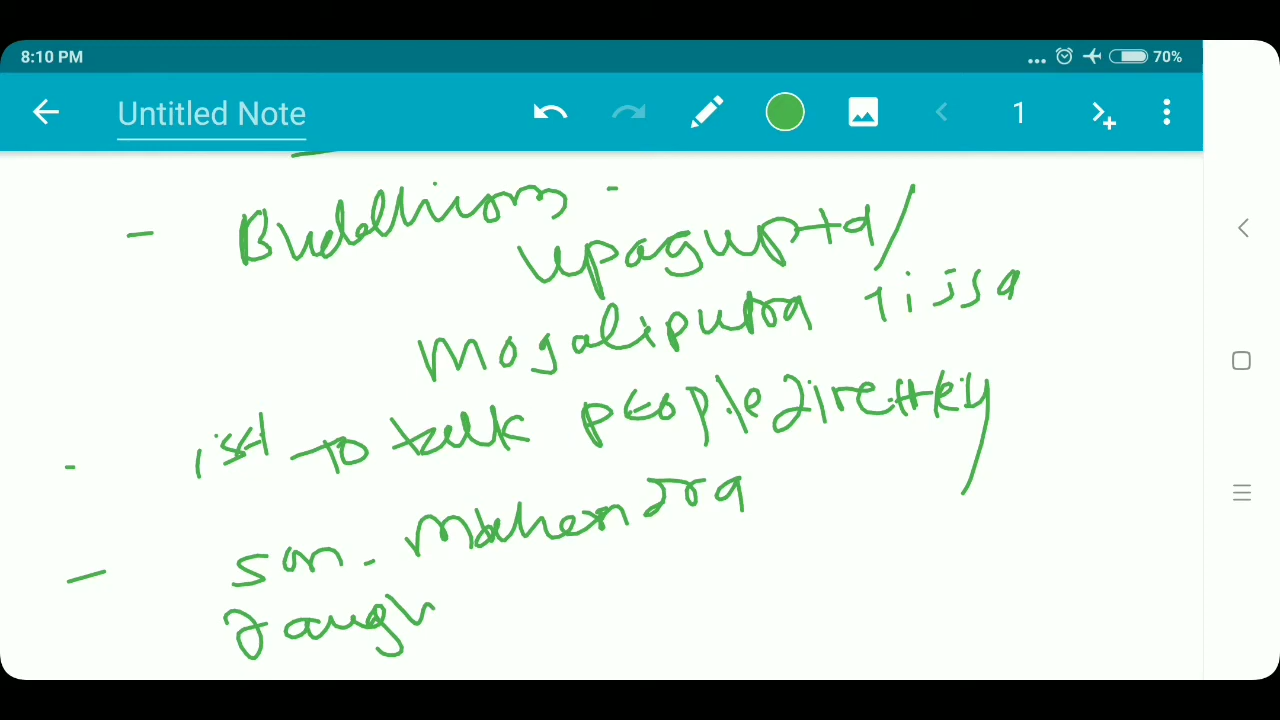 8:10 PM
70%
Untitled Note
1
- Buddhism -
upagupta/
Mogaliputra Tissa
- 1st to talk people directly
- son - Mahendra
daugh